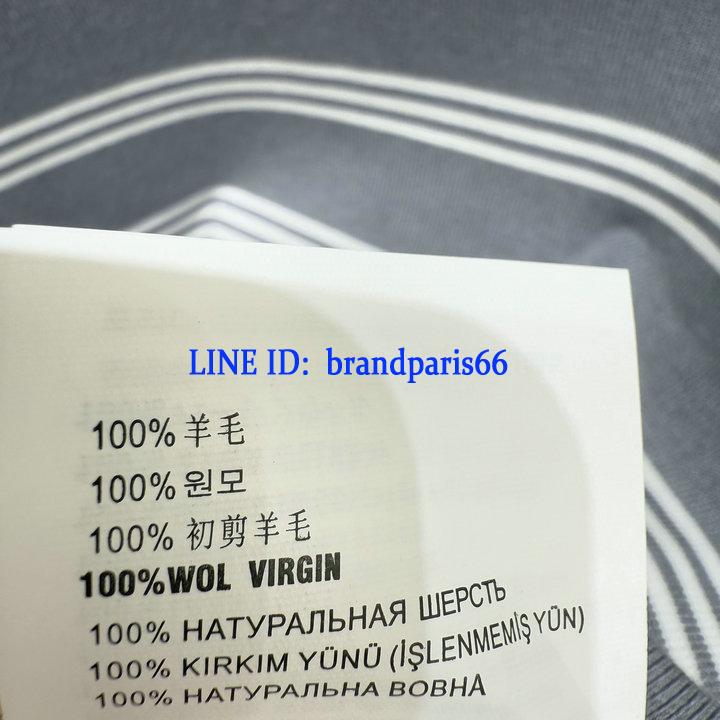 LINE ID: brandparis66
100% 羊毛
100% 원모
100% 初剪羊毛
100%WOL VIRGIN
100% НАТУРАЛЬНАЯ ШЕРСТЬ
100% KIRKIM YÜNÜ (İŞLENMEMİŞ YÜN)
100% НАТУРАЛЬНА ВОВНА